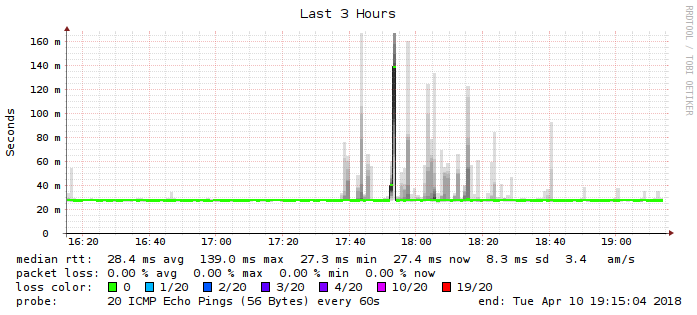 Last 3 Hours
RRDTOOL / TOBI OETIKER
Seconds
160 m
140 m
120 m
100 m
80 m
60 m
40 m
20 m
0
16:20 16:40 17:00 17:20 17:40 18:00 18:20 18:40 19:00
median rtt: 28.4 ms avg 139.0 ms max 27.3 ms min 27.4 ms now 8.3 ms sd 3.4 am/s
packet loss: 0.00 % avg 0.00 % max 0.00 % min 0.00 % now
loss color: 0 1/20 2/20 3/20 4/20 10/20 19/20
probe: 20 ICMP Echo Pings (56 Bytes) every 60s end: Tue Apr 10 19:15:04 2018